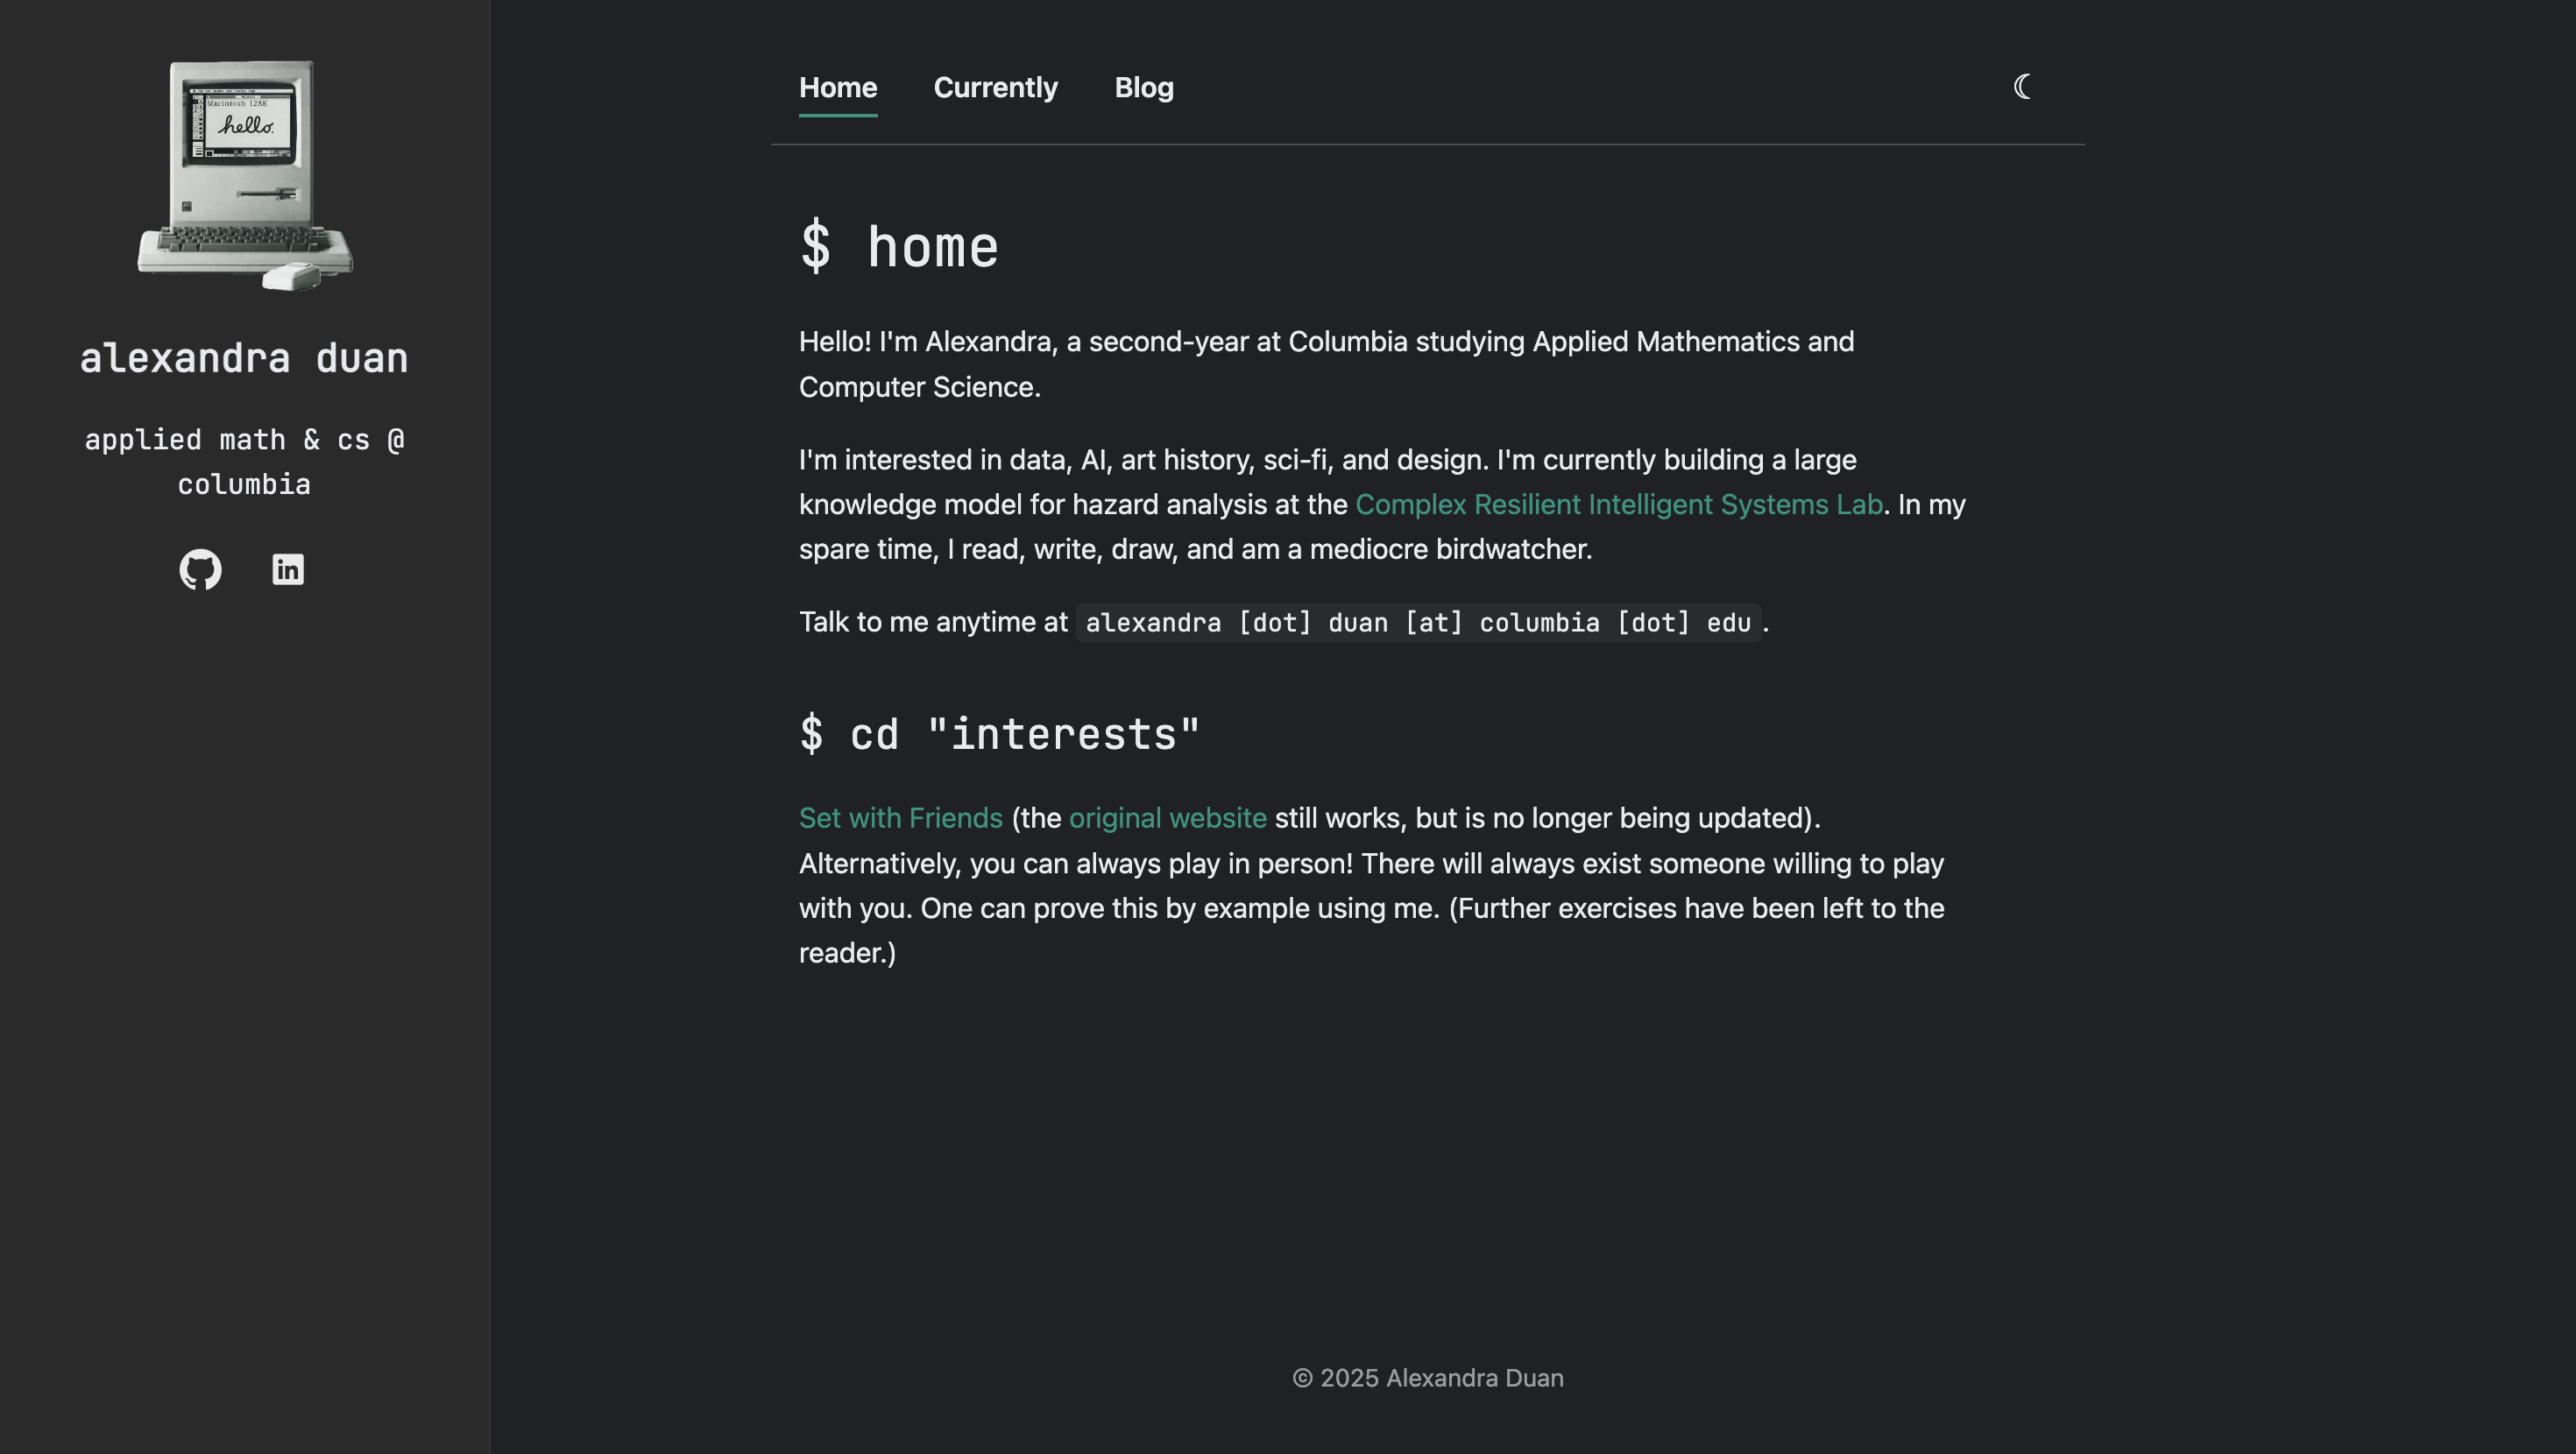 Macintosh 128K
hello.
alexandra duan
applied math & cs @
columbia
in
Home Currently Blog
$ home
Hello! I'm Alexandra, a second-year at Columbia studying Applied Mathematics and
Computer Science.
I'm interested in data, AI, art history, sci-fi, and design. I'm currently building a large
knowledge model for hazard analysis at the Complex Resilient Intelligent Systems Lab. In my
spare time, I read, write, draw, and am a mediocre birdwatcher.
Talk to me anytime at alexandra [dot] duan [at] columbia [dot] edu.
$ cd "interests"
Set with Friends (the original website still works, but is no longer being updated).
Alternatively, you can always play in person! There will always exist someone willing to play
with you. One can prove this by example using me. (Further exercises have been left to the
reader.)
© 2025 Alexandra Duan